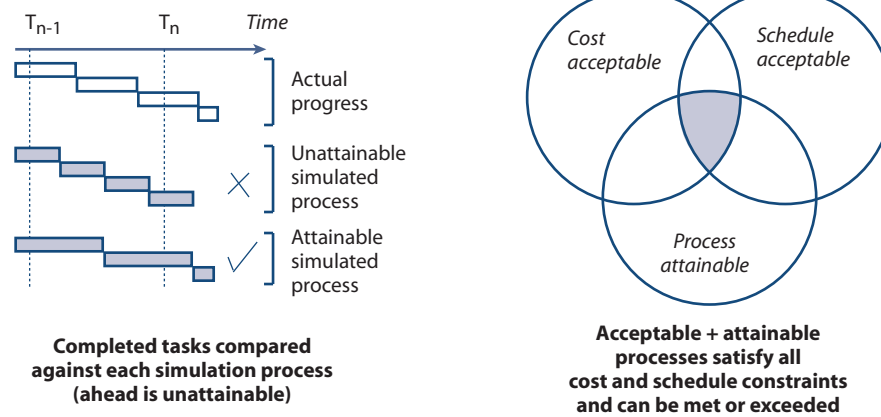 T n-1
T n
Time
Actual
progress
Unattainable
simulated
process
Attainable
simulated
process
Completed tasks compared
against each simulation process
(ahead is unattainable)
Cost
acceptable
Schedule
acceptable
Process
attainable
Acceptable + attainable
processes satisfy all
cost and schedule constraints
and can be met or exceeded